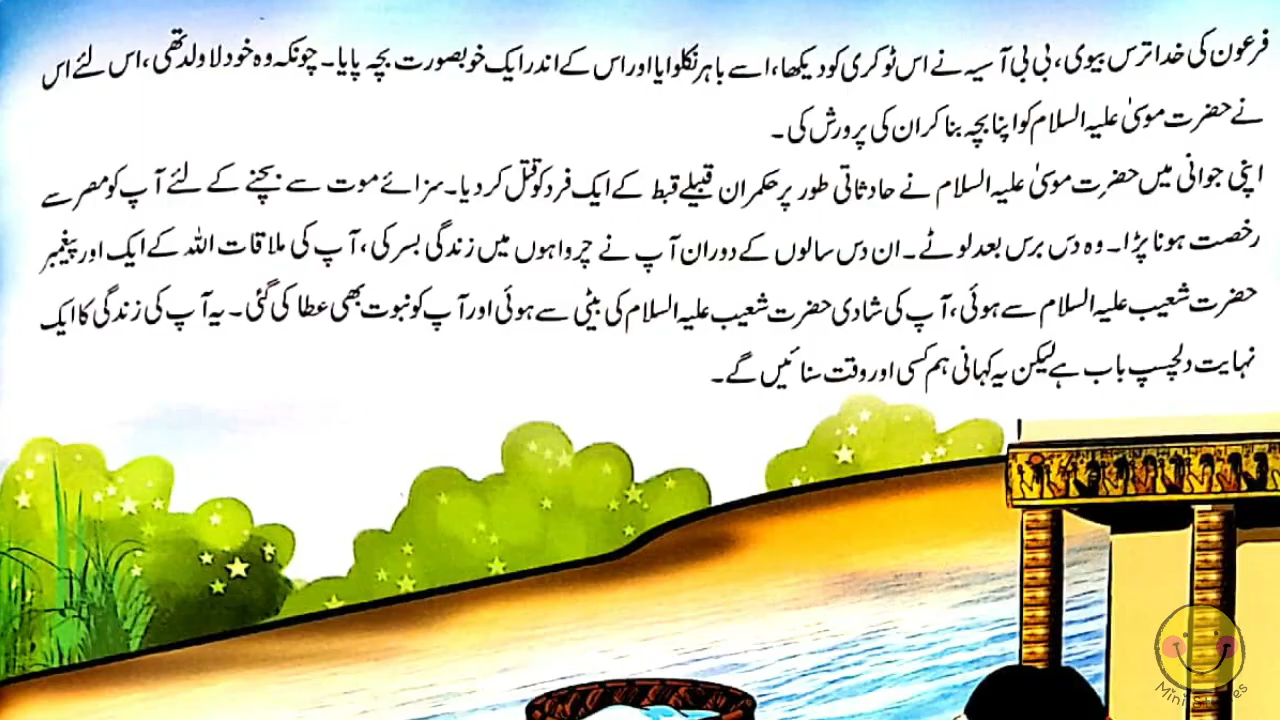 فرعون کی خدا ترس بیوی، بی بی آسیہ نے اس ٹوکری کو دیکھا، اسے باہر نکلوایا اور اس کے اندر ایک خوبصورت بچہ پایا۔ چونکہ وہ خود لاولد تھی، اس لئے اس
نے حضرت موسیٰ علیہ السلام کو اپنا بچہ بنا کر ان کی پرورش کی۔
اپنی جوانی میں حضرت موسیٰ علیہ السلام نے حادثاتی طور پر حکمران قبیلے قبط کے ایک فرد کو قتل کر دیا۔ سزائے موت سے بچنے کے لئے آپ کو مصر سے
رخصت ہونا پڑا۔ وہ دس برس بعد لوٹے۔ ان دس سالوں کے دوران آپ نے چرواہوں میں زندگی بسر کی، آپ کی ملاقات اللہ کے ایک اور پیغمبر
حضرت شعیب علیہ السلام سے ہوئی، آپ کی شادی حضرت شعیب علیہ السلام کی بیٹی سے ہوئی اور آپ کو نبوت بھی عطا کی گئی۔ یہ آپ کی زندگی کا ایک
نہایت دلچسپ باب ہے لیکن یہ کہانی ہم کسی اور وقت سنائیں گے۔